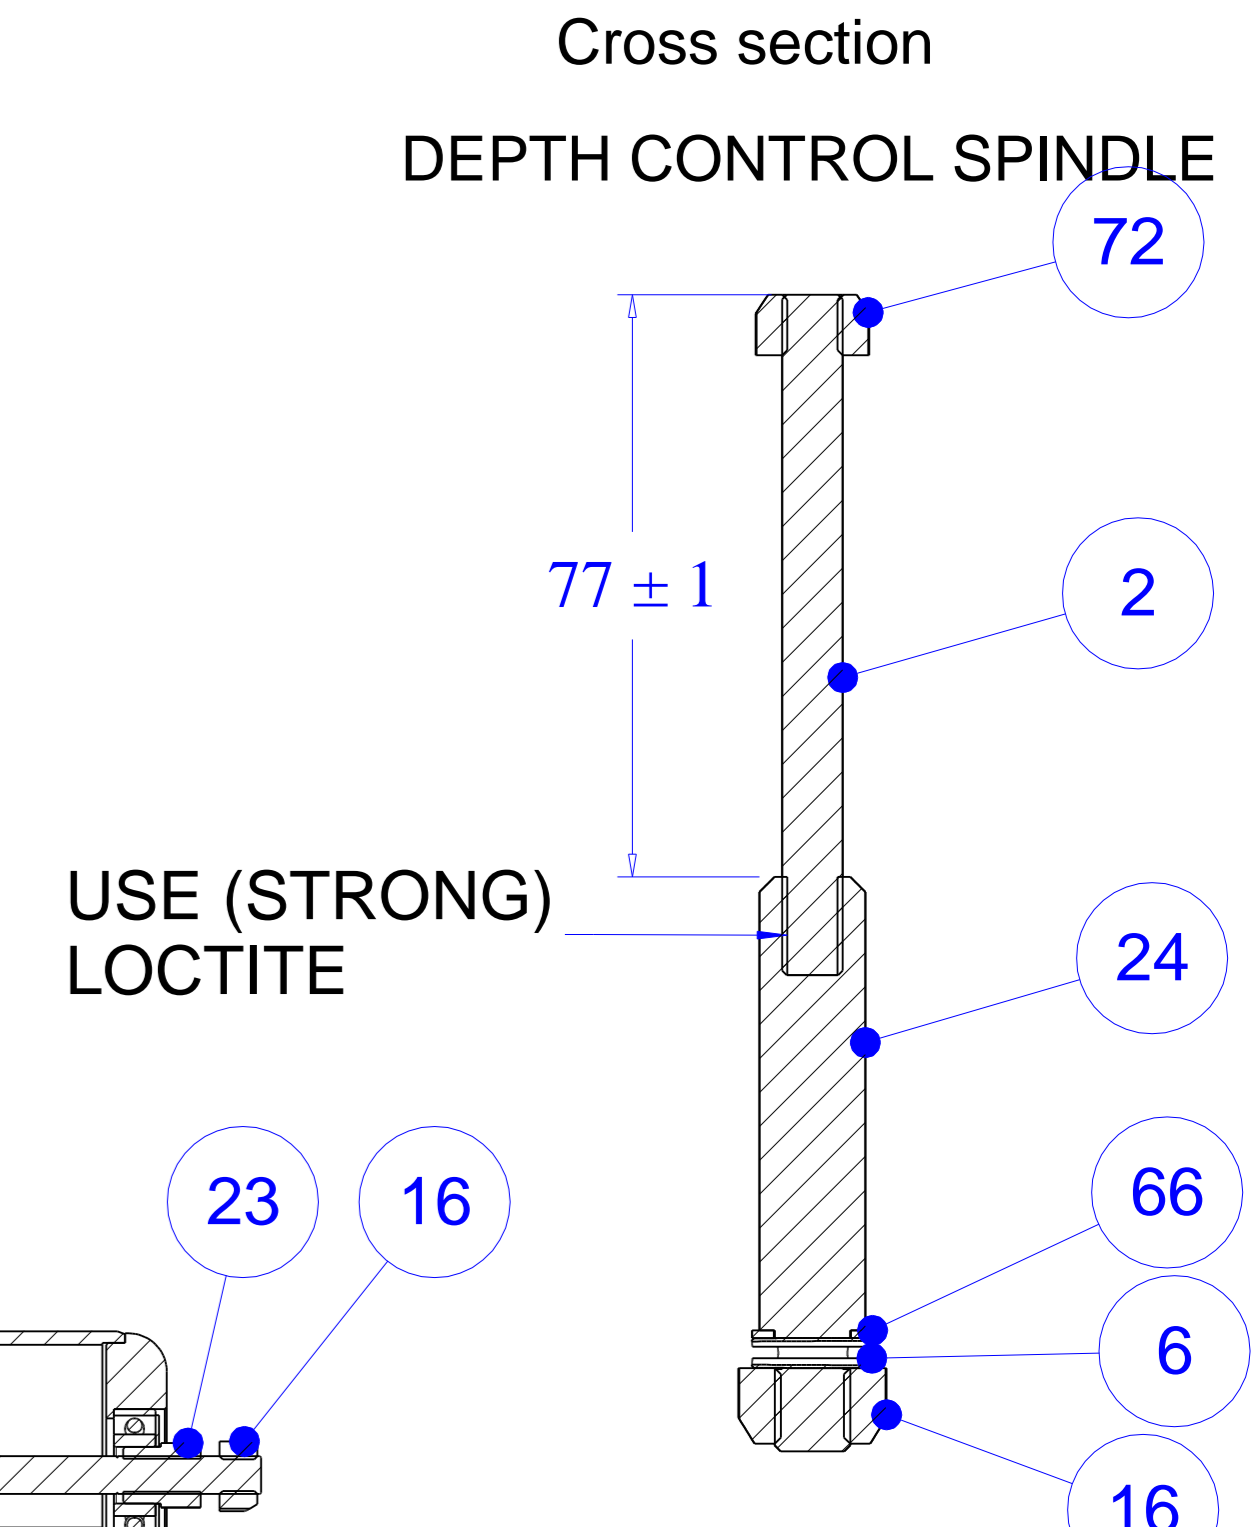 Cross section
DEPTH CONTROL SPINDLE
72
77 ± 1
2
USE (STRONG)
LOCTITE
24
23
16
66
6
16